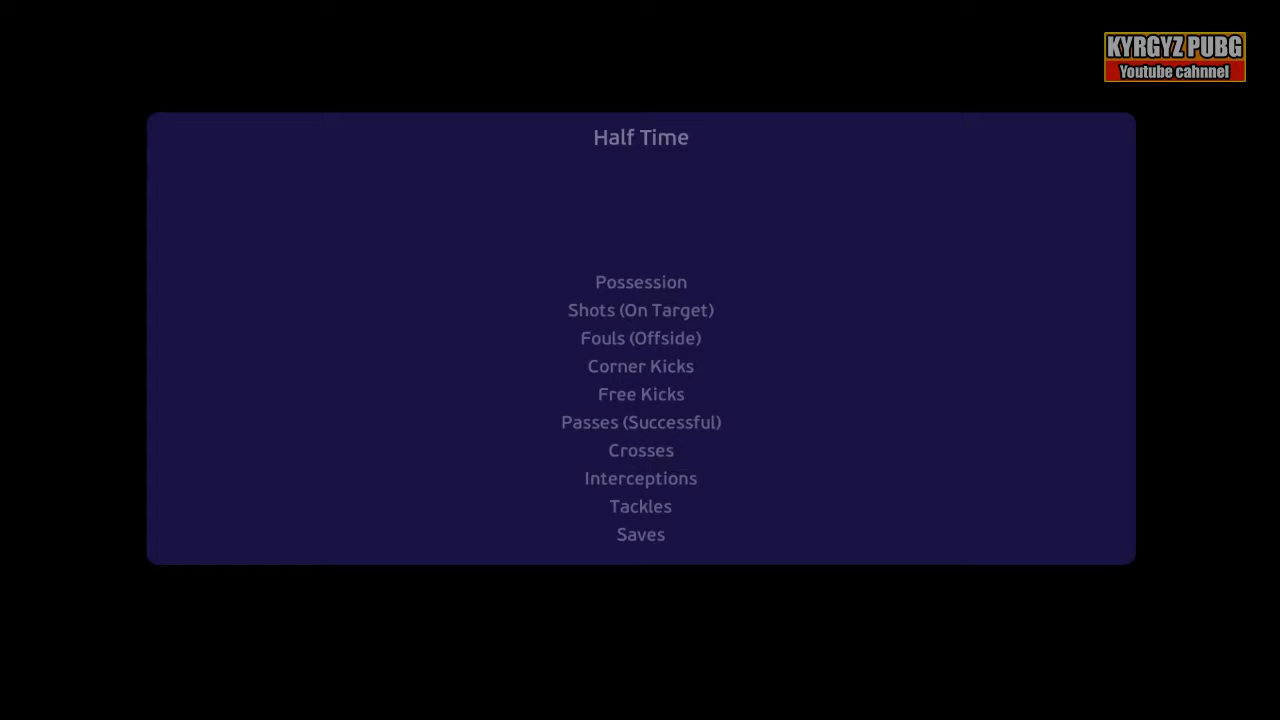 KYRGYZ PUBG
Youtube cahnnel
Half Time
Possession
Shots (On Target)
Fouls (Offside)
Corner Kicks
Free Kicks
Passes (Successful)
Crosses
Interceptions
Tackles
Saves